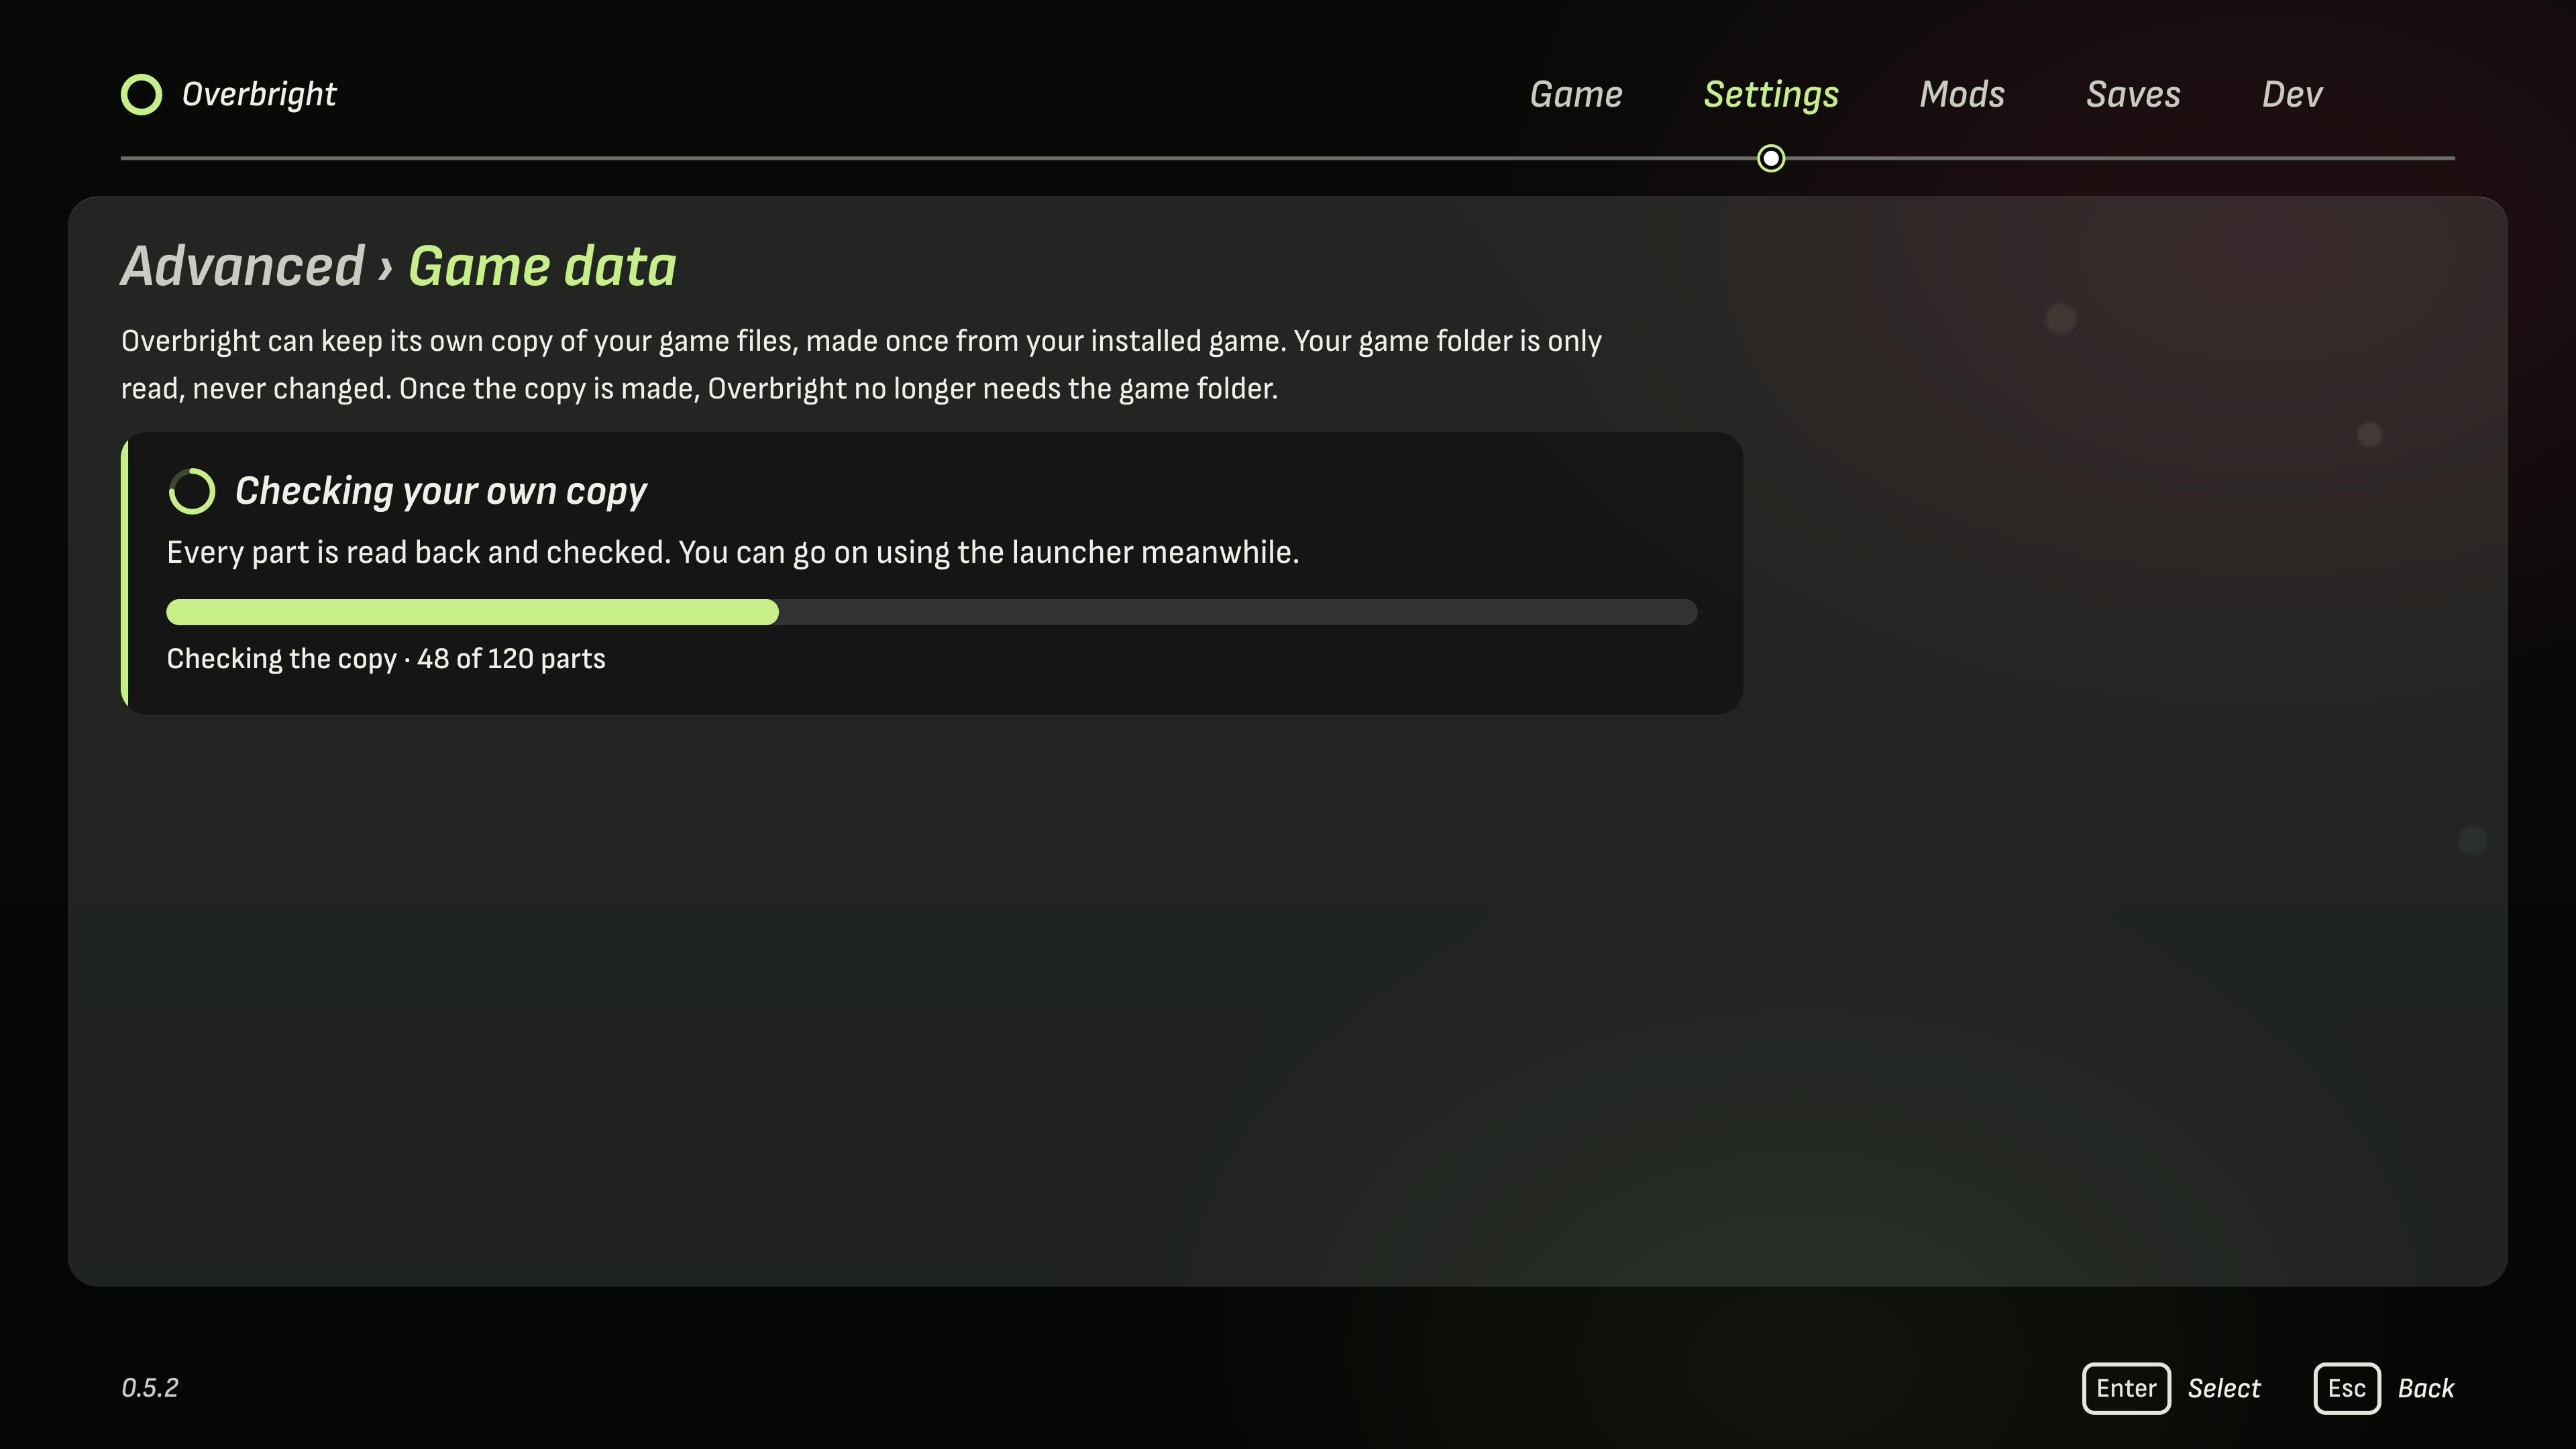 Overbright
Game Settings Mods Saves Dev
Advanced › Game data
Overbright can keep its own copy of your game files, made once from your installed game. Your game folder is only
read, never changed. Once the copy is made, Overbright no longer needs the game folder.
Checking your own copy
Every part is read back and checked. You can go on using the launcher meanwhile.
Checking the copy · 48 of 120 parts
0.5.2
Enter Select Esc Back